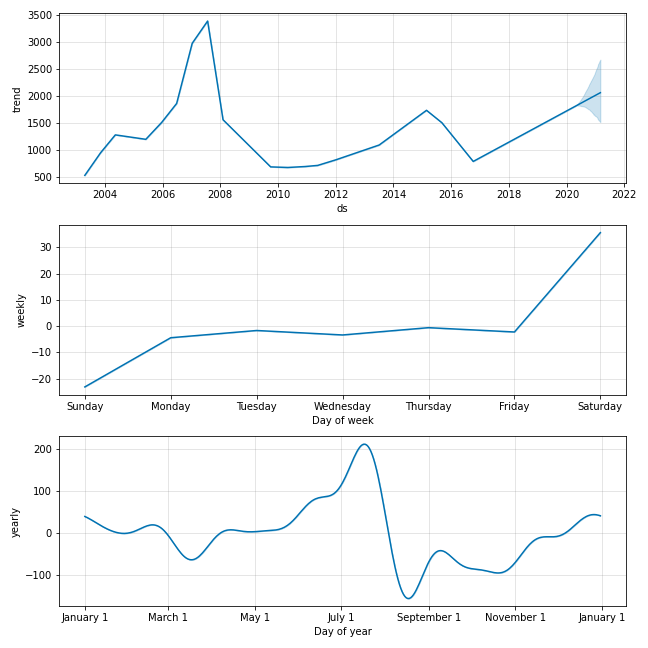 3500
3000
2500
2000
1500
1000
500
trend
2004 2006 2008 2010 2012 2014 2016 2018 2020 2022
ds
30
20
10
0
−10
−20
weekly
Sunday Monday Tuesday Wednesday Thursday Friday Saturday
Day of week
200
100
0
−100
yearly
January 1 March 1 May 1 July 1 September 1 November 1 January 1
Day of year